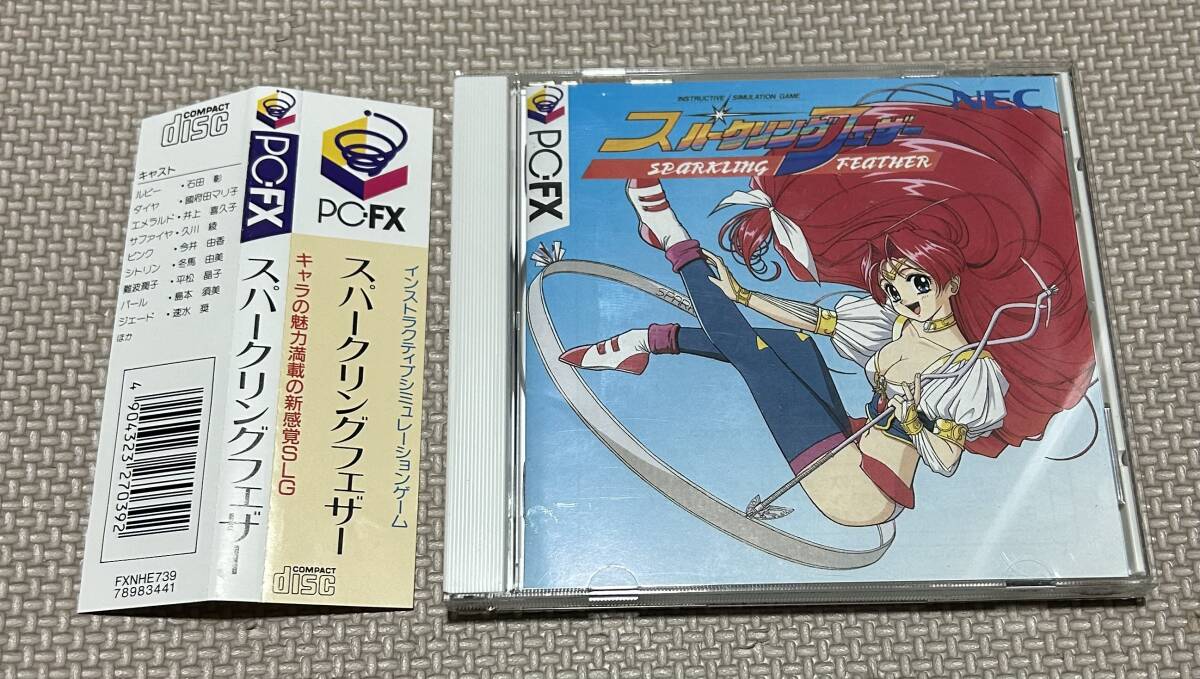 COMPACT
disc
キャスト
ルビー・石田 彰
ダイヤ・國府田マリ子
エメラルド・井上 喜久子
サファイヤ・久川 綾
ピンク・今井 由香
シトリン・冬馬 由美
難波潤子・平松 晶子
パール・島本 須美
ジェード・速水 奨
ほか
4 904323 270392
FXNHE739
78983441
PC-FX
スパークリングフェザー
PC-FX
インストラクティブシミュレーションゲーム
スパークリングフェザー
キャラの魅力満載の新感覚SLG
COMPACT
disc
PC-FX
INSTRUCTIVE SIMULATION GAME
NEC
スパークリングフェザー
SPARKLING FEATHER